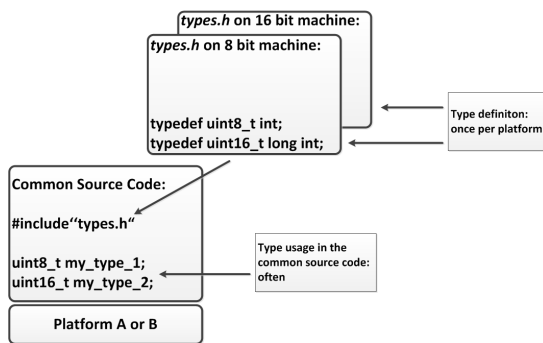 types.h on 16 bit machine:
types.h on 8 bit machine:
typedef uint8_t int;
typedef uint16_t long int;
Type definiton:
once per platform
Common Source Code:
#include“types.h“
uint8_t my_type_1;
uint16_t my_type_2;
Type usage in the
common source code:
often
Platform A or B